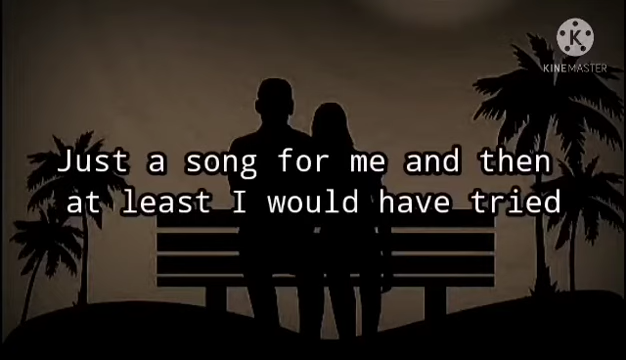 KINEMASTER
Just a song for me and then
at least I would have tried